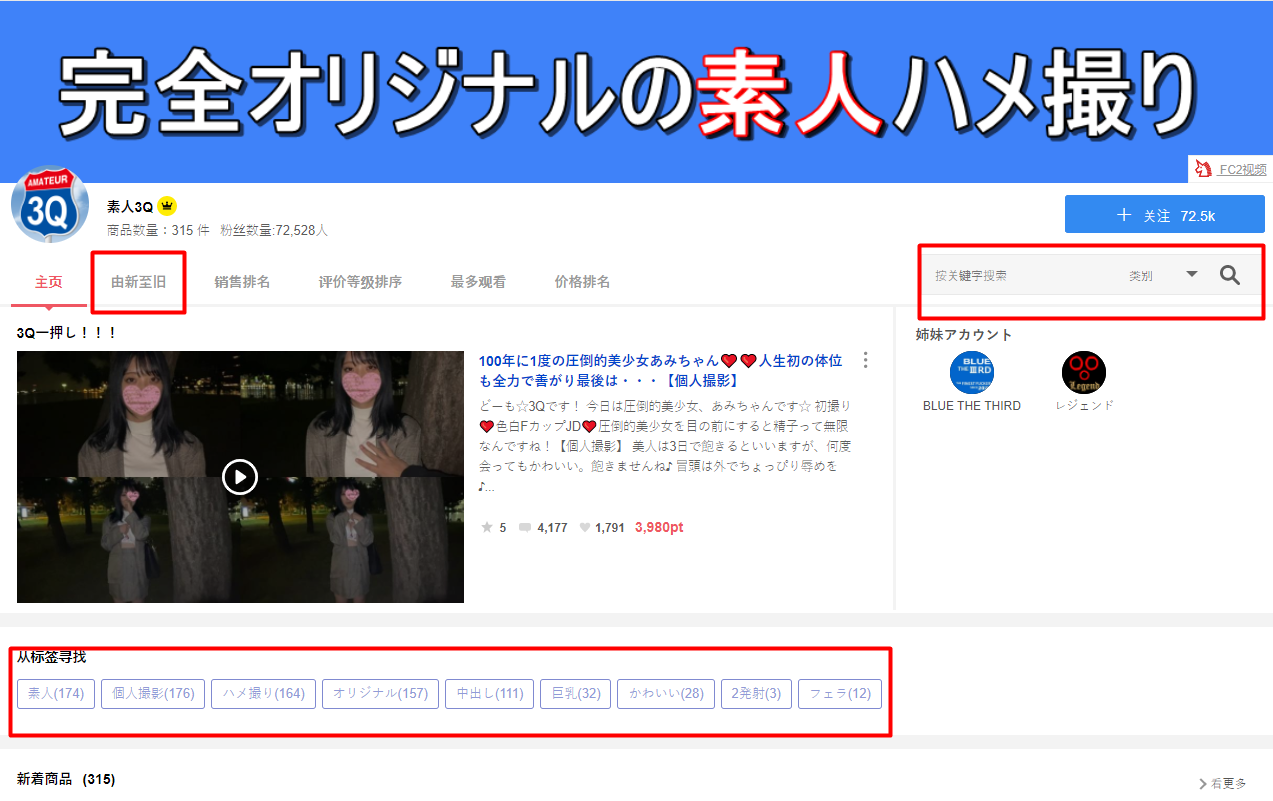 完全オリジナルの素人ハメ撮り
FC2视频
AMATEUR
3Q
素人3Q
商品数量：315 件 粉丝数量:72,528人
＋ 关注 72.5k
主页 由新至旧 销售排名 评价等级排序 最多观看 价格排名
按关键字搜索 类别
3Q一押し！！！
100年に1度の圧倒的美少女あみちゃん❤❤人生初の体位
も全力で善がり最後は・・・【個人撮影】
どーも☆3Qです！ 今日は圧倒的美少女、あみちゃんです☆ 初撮り
❤色白FカップJD❤圧倒的美少女を目の前にすると精子って無限
なんですね！【個人撮影】 美人は3日で飽きるといいますが、何度
会ってもかわいい。飽きませんね♪ 冒頭は外でちょっぴり辱めを
♪...
5 4,177 1,791 3,980pt
姉妹アカウント
BLUE
THE IIIRD
Legend
BLUE THE THIRD レジェンド
从标签寻找
素人(174) 個人撮影(176) ハメ撮り(164) オリジナル(157) 中出し(111) 巨乳(32) かわいい(28) 2発射(3) フェラ(12)
新着商品 (315)
看更多